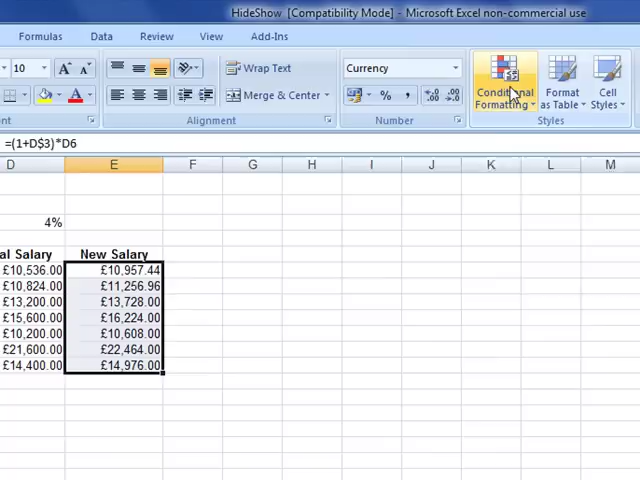 HideShow [Compatibility Mode] - Microsoft Excel non-commercial use
Formulas Data Review View Add-Ins
10 A A Wrap Text Currency Conditional Formatting Format as Table Cell Styles
A Merge & Center % , .0 .00 .00 .0
Alignment Number Styles
=(1+D$3)*D6
D E F G H I J K L M
4%
al Salary New Salary
£10,536.00 £10,957.44
£10,824.00 £11,256.96
£13,200.00 £13,728.00
£15,600.00 £16,224.00
£10,200.00 £10,608.00
£21,600.00 £22,464.00
£14,400.00 £14,976.00